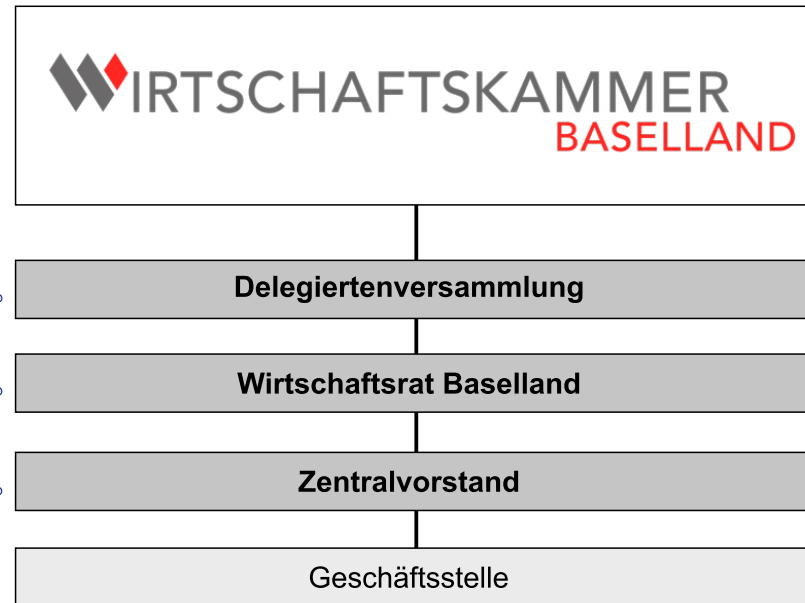 WIRTSCHAFTSKAMMER
BASELLAND
Delegiertenversammlung
Wirtschaftsrat Baselland
Zentralvorstand
Geschäftsstelle